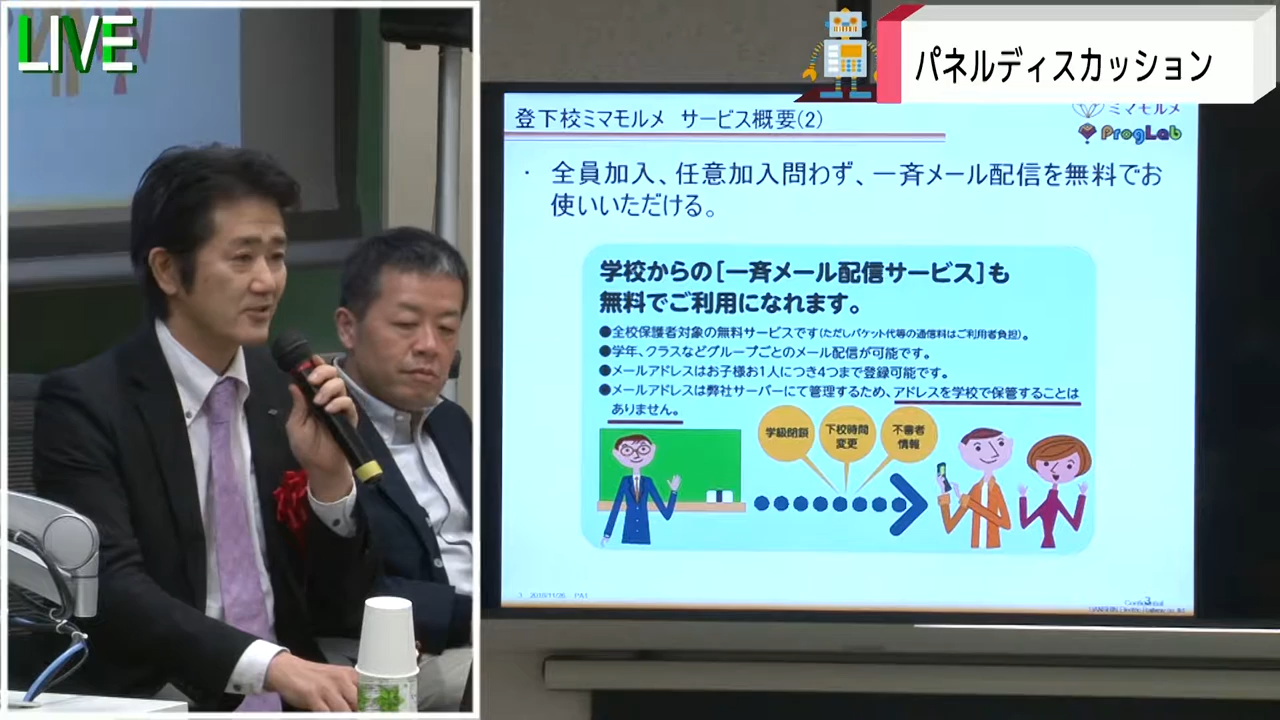 LIVE
パネルディスカッション
登下校ミマモルメ サービス概要(2)
ミマモルメ
ProgLab
・ 全員加入、任意加入問わず、一斉メール配信を無料でお
使いいただける。
学校からの[一斉メール配信サービス]も
無料でご利用になれます。
●全校保護者対象の無料サービスです(ただしパケット代等の通信料はご利用者負担)。
●学年、クラスなどグループごとのメール配信が可能です。
●メールアドレスはお子様お1人につき4つまで登録可能です。
●メールアドレスは弊社サーバーにて管理するため、アドレスを学校で保管することは
ありません。
学級閉鎖
下校時間
変更
不審者
情報
3